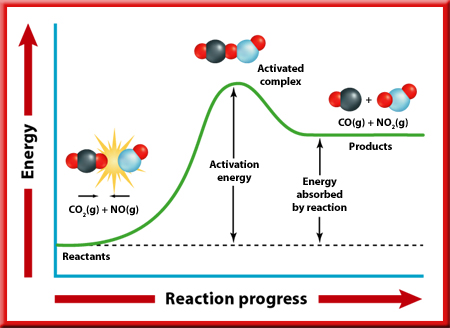 Energy
Activated
complex
+
CO(g) + NO₂(g)
Products
Activation
energy
Energy
absorbed
by reaction
CO₂(g) + NO(g)
Reactants
Reaction progress